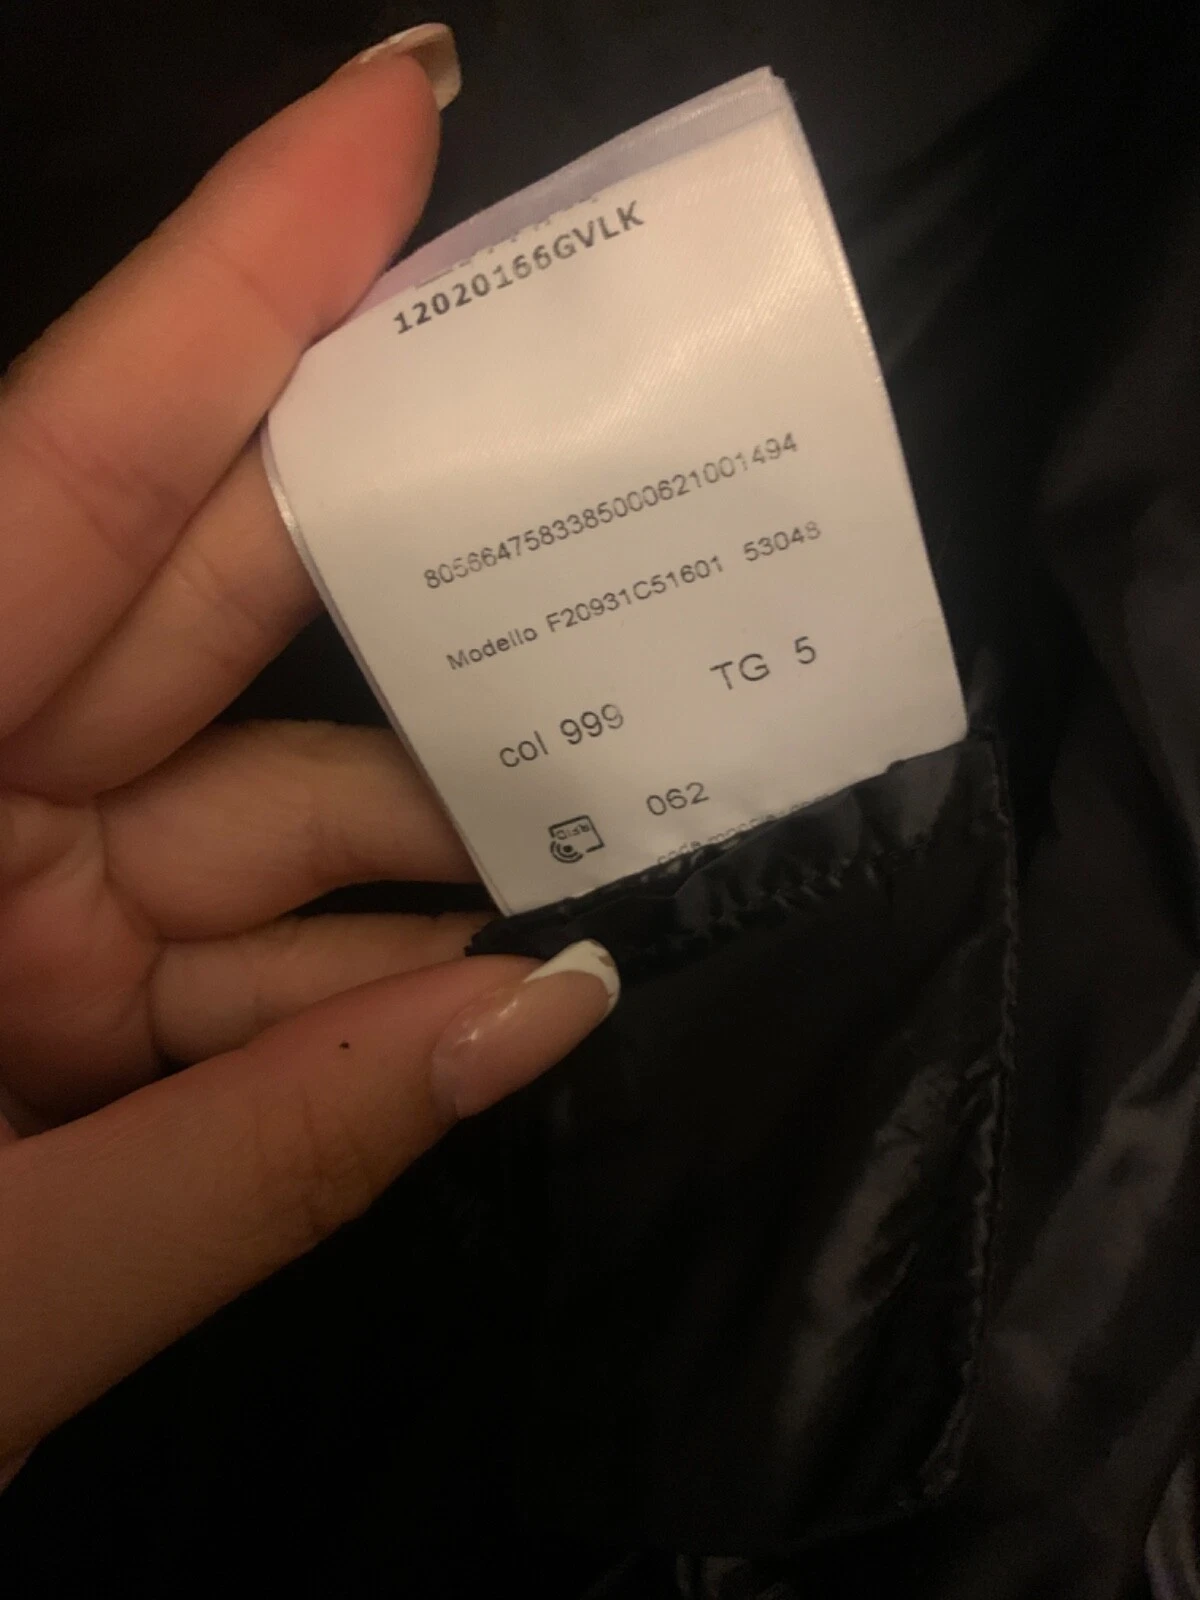 12020166GVLK
8056647583385000621001494
Modello F20931C51601 53048
col 999 TG 5
062